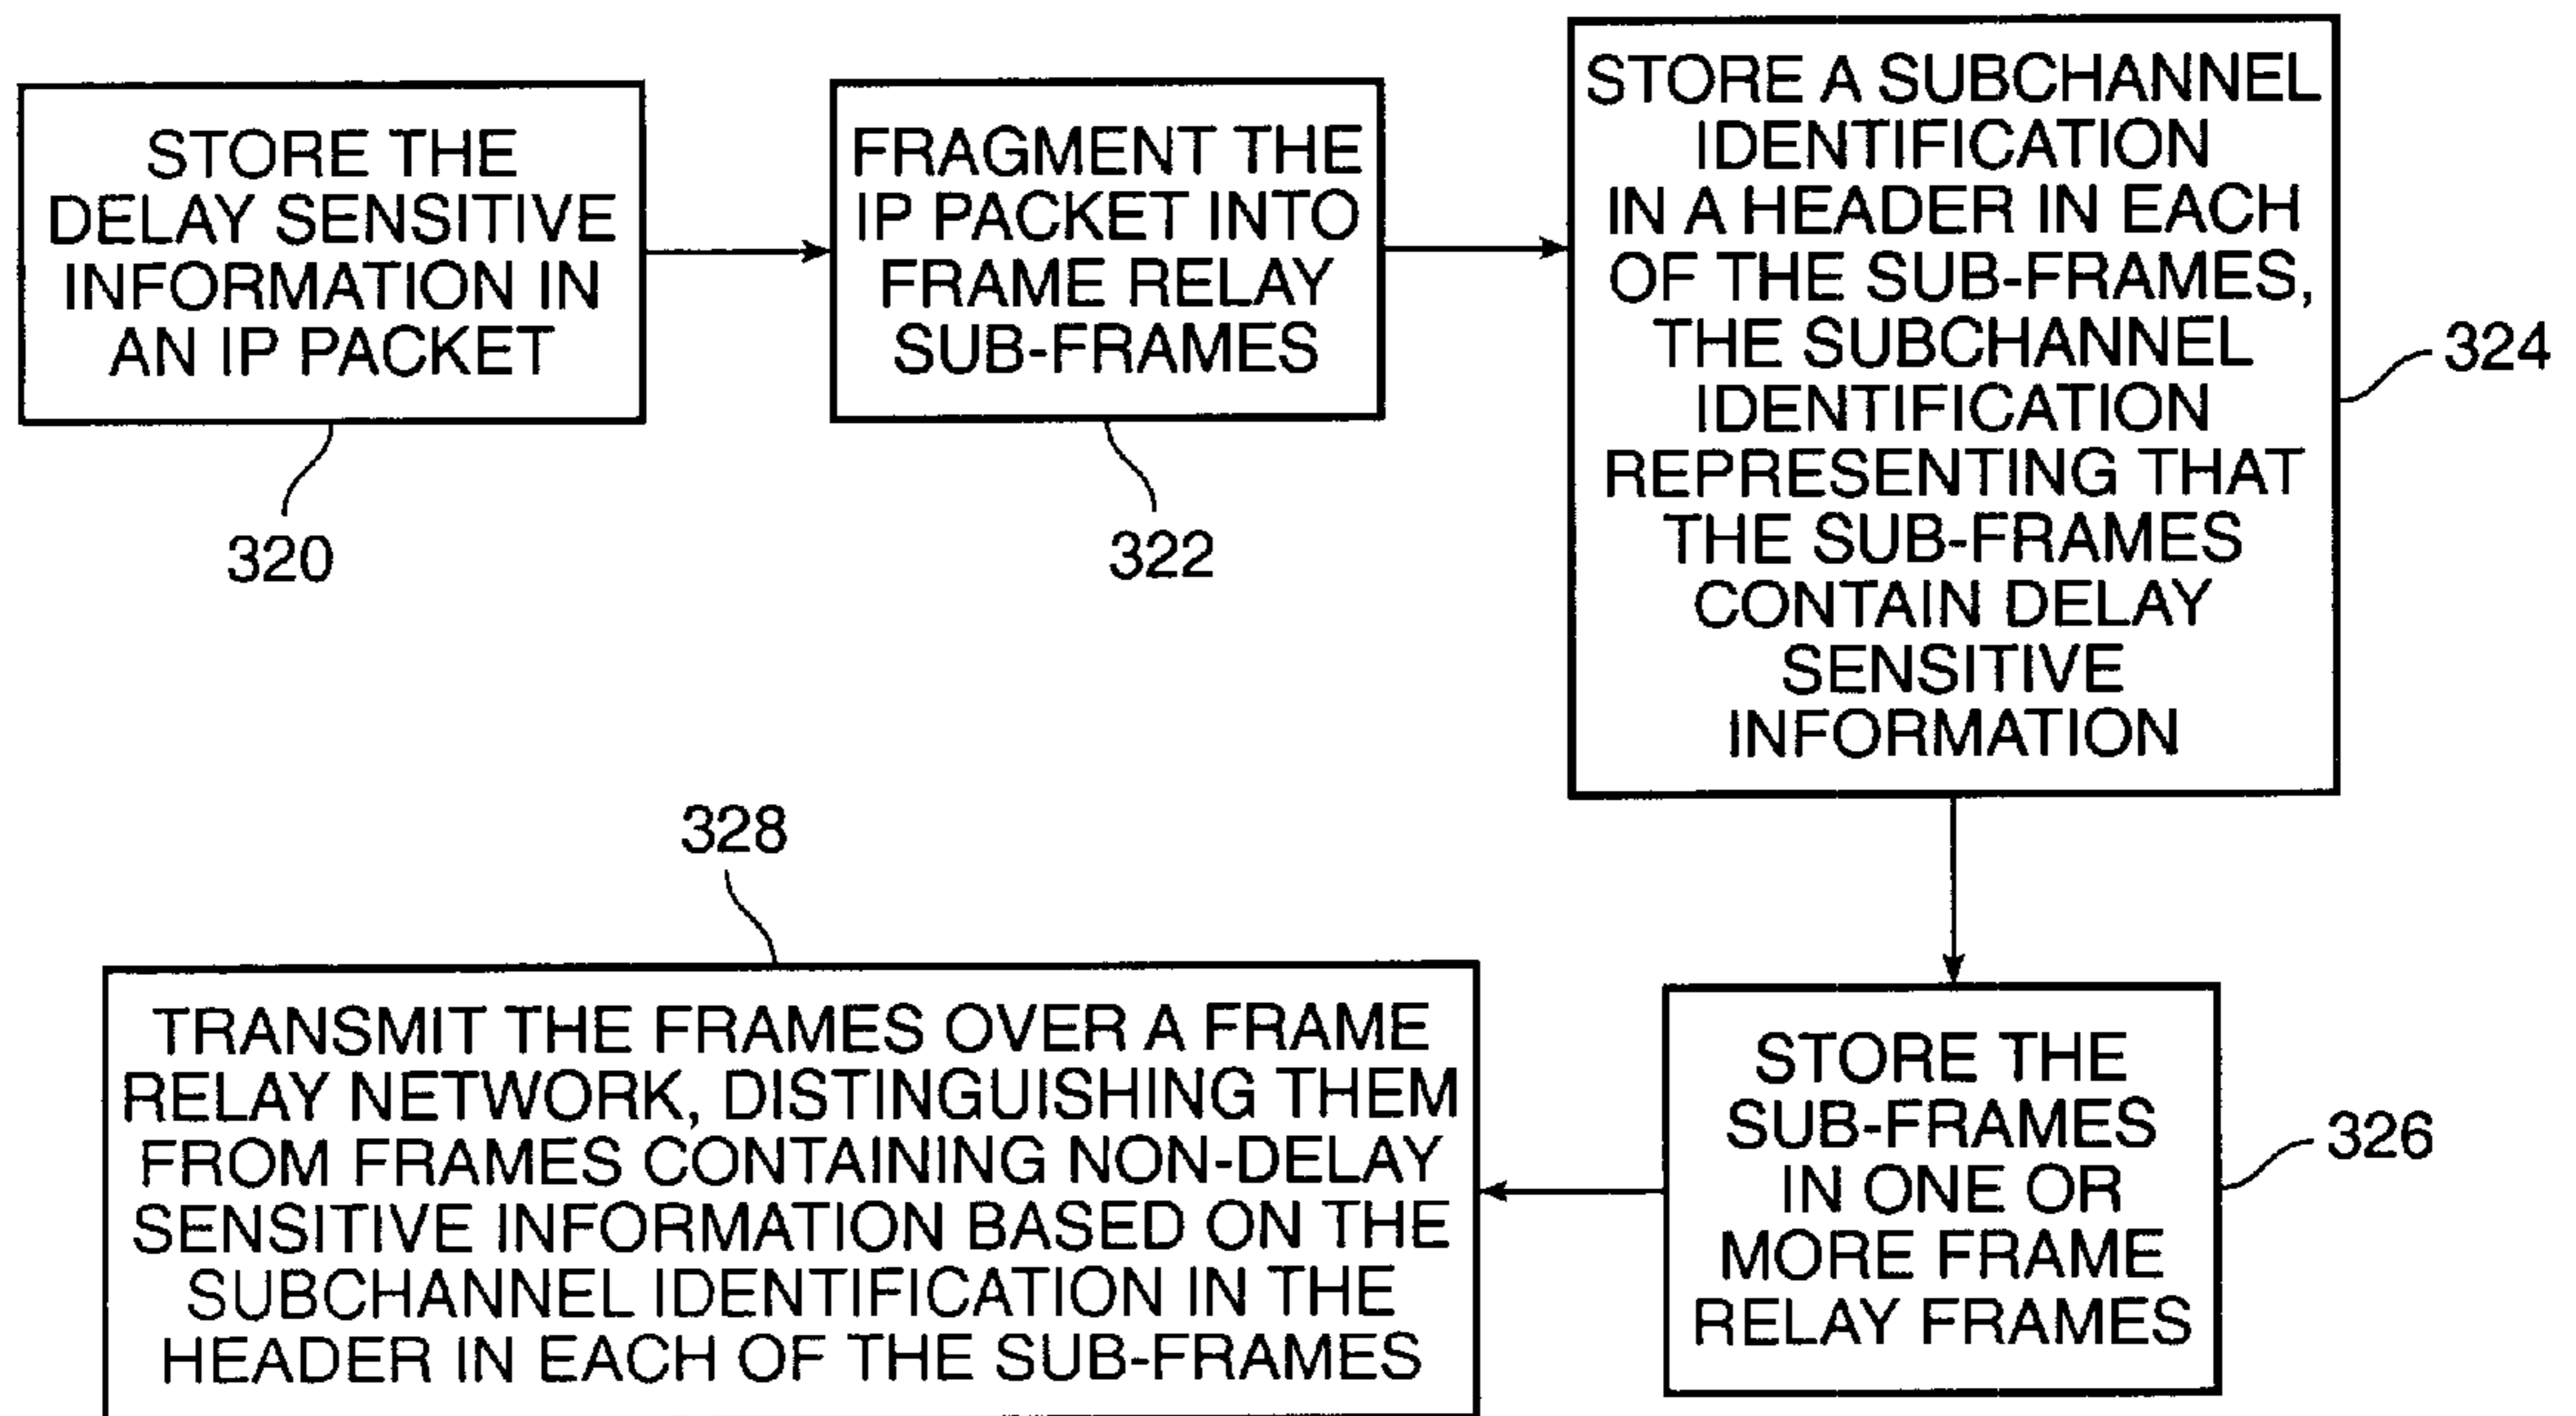 STORE THE
DELAY SENSITIVE
INFORMATION IN
AN IP PACKET
320
FRAGMENT THE
IP PACKET INTO
FRAME RELAY
SUB-FRAMES
322
STORE A SUBCHANNEL
IDENTIFICATION
IN A HEADER IN EACH
OF THE SUB-FRAMES,
THE SUBCHANNEL
IDENTIFICATION
REPRESENTING THAT
THE SUB-FRAMES
CONTAIN DELAY
SENSITIVE
INFORMATION
324
STORE THE
SUB-FRAMES
IN ONE OR
MORE FRAME
RELAY FRAMES
326
328
TRANSMIT THE FRAMES OVER A FRAME
RELAY NETWORK, DISTINGUISHING THEM
FROM FRAMES CONTAINING NON-DELAY
SENSITIVE INFORMATION BASED ON THE
SUBCHANNEL IDENTIFICATION IN THE
HEADER IN EACH OF THE SUB-FRAMES